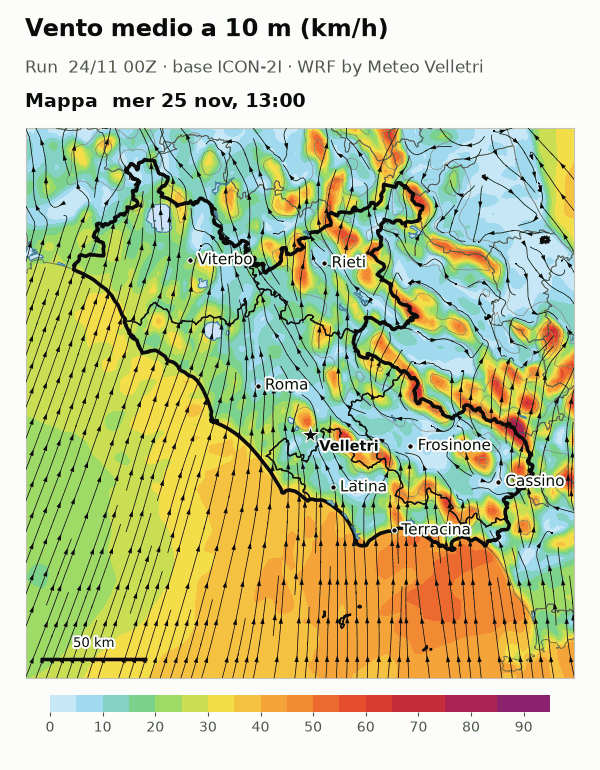 Vento medio a 10 m (km/h)
Run  24/11 00Z · base ICON-2I · WRF by Meteo Velletri
Mappa  mer 25 nov, 13:00
Viterbo
Rieti
Roma
Velletri
Frosinone
Cassino
Latina
Terracina
50 km
0 10 20 30 40 50 60 70 80 90